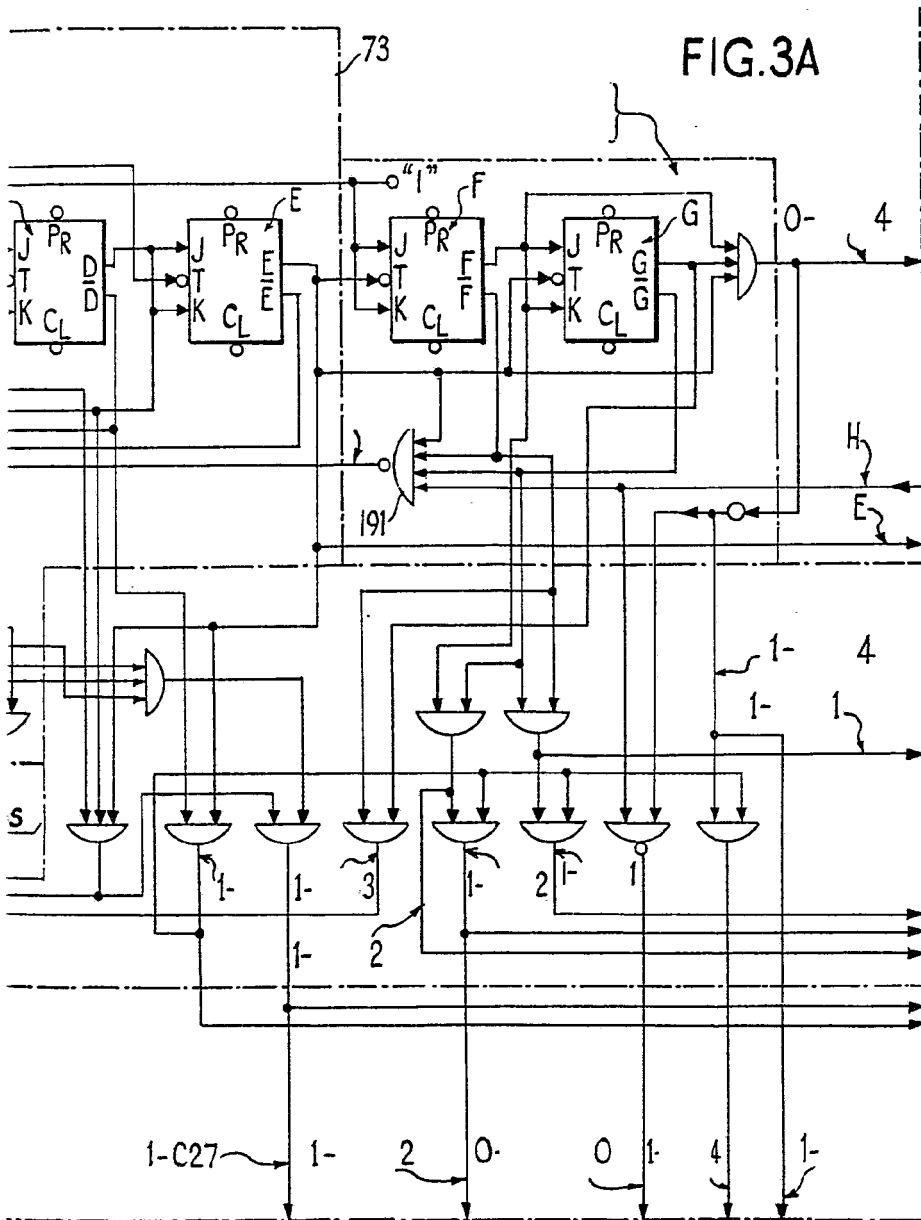 FIG.3A
73
"1"
F
E
G
0-
4
PR
PR
PR
PR
J
D
J
E
J
F
J
G
T
D
T
E
T
F
T
G
K
CL
K
CL
K
CL
K
CL
H
191
E
1-
4
1-
1
S
1-
1-
3
1-
2
1-
1
1-
2
1-C27
1-
2
0-
0
1-
4
1-